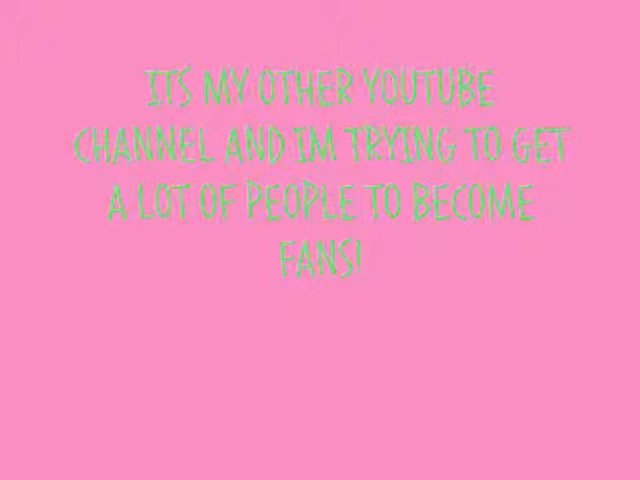 ITS MY OTHER YOUTUBE
CHANNEL AND IM TRYING TO GET
A LOT OF PEOPLE TO BECOME
FANS!